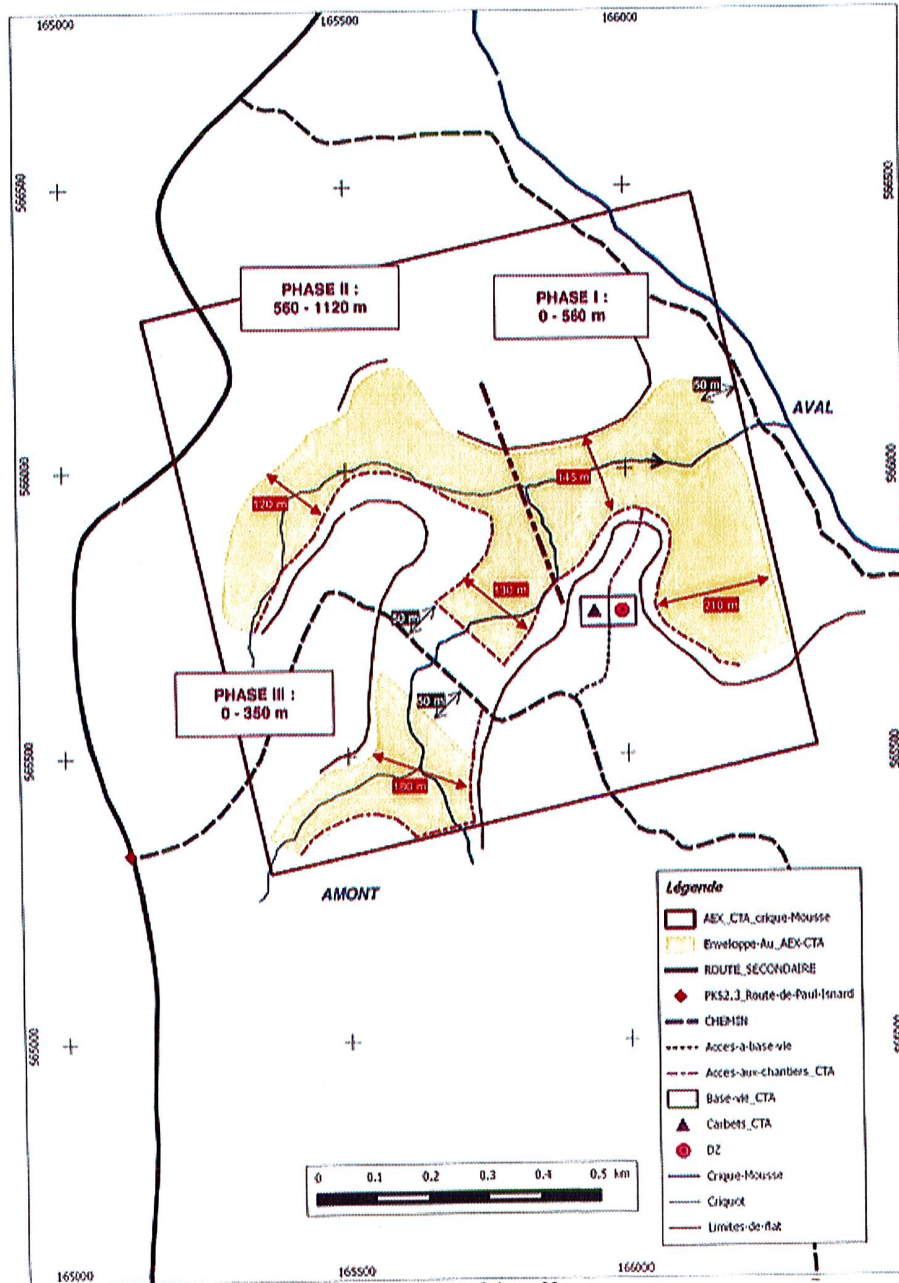 165000
165500
166000
566500
566500
PHASE II :
560 - 1120 m
PHASE I :
0 - 560 m
50 m
AVAL
566000
566000
120 m
145 m
130 m
210 m
50 m
PHASE III :
0 - 350 m
50 m
565500
565500
180 m
AMONT
Légende
AEX_CTA_crique-Mousse
Enveloppe-Au_AEX-CTA
ROUTE_SECONDAIRE
PK52.3_Route-de-Paul-Isnard
CHEMIN
Acces-a-base-vie
Acces-aux-chantiers_CTA
Base-vie_CTA
Carbets_CTA
DZ
Crique-Mousse
Criquot
Limites-de-flat
565000
0 0.1 0.2 0.3 0.4 0.5 km
165000
165500
166000